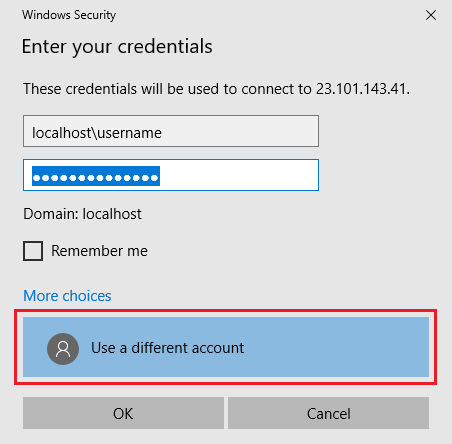 Windows Security
Enter your credentials
These credentials will be used to connect to 23.101.143.41.
localhost\username
●●●●●●●●●●●●●●
Domain: localhost
Remember me
More choices
Use a different account
OK
Cancel